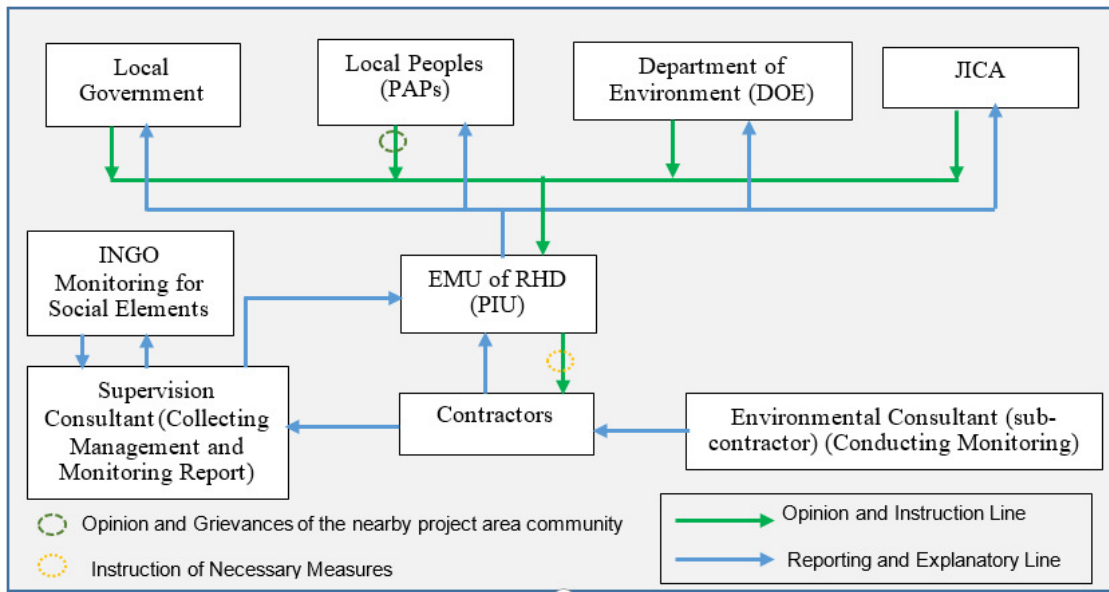 Local
Government
Local Peoples
(PAPs)
Department of
Environment (DOE)
JICA
INGO
Monitoring for
Social Elements
EMU of RHD
(PIU)
Supervision
Consultant (Collecting
Management and
Monitoring Report)
Contractors
Environmental Consultant (sub-
contractor) (Conducting Monitoring)
Opinion and Grievances of the nearby project area community
Instruction of Necessary Measures
Opinion and Instruction Line
Reporting and Explanatory Line